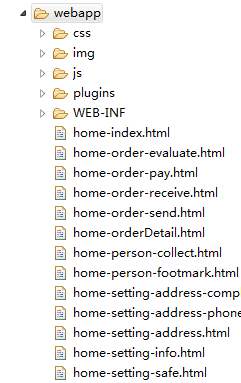 webapp
css
img
js
plugins
WEB-INF
home-index.html
home-order-evaluate.html
home-order-pay.html
home-order-receive.html
home-order-send.html
home-orderDetail.html
home-person-collect.html
home-person-footmark.html
home-setting-address-comp
home-setting-address-phone
home-setting-address.html
home-setting-info.html
home-setting-safe.html